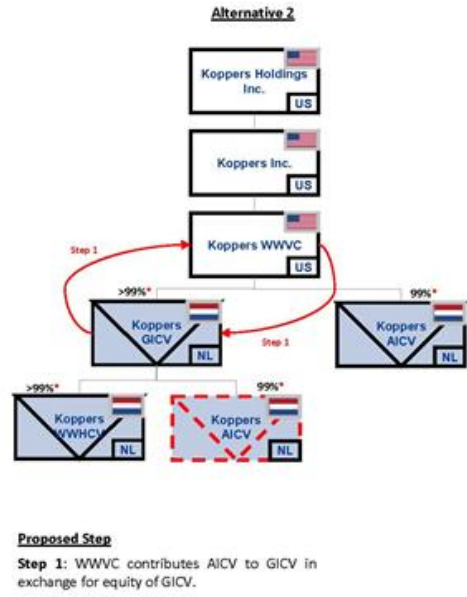 Alternative 2
Koppers Holdings
Inc.
US
Koppers Inc.
US
Koppers WWVC
US
Step 1
Step 1
>99%*
99%*
Koppers
GICV
NL
Koppers
AICV
NL
>99%*
99%*
Koppers
WWHCV
NL
Koppers
AICV
NL
Proposed Step
Step 1: WWVC contributes AICV to GICV in
exchange for equity of GICV.